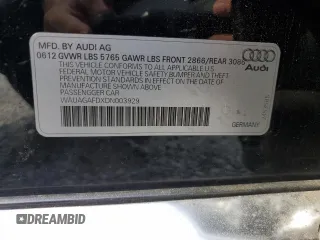 MFD. BY AUDI AG
0612 GVWR LBS 5765 GAWR LBS FRONT 2866/REAR 3086
THIS VEHICLE CONFORMS TO ALL APPLICABLE U.S.
FEDERAL MOTOR VEHICLE SAFETY, BUMPER AND THEFT
PREVENTION STANDARDS IN EFFECT ON THE DATE OF
MANUFACTURE SHOWN ABOVE.
PASSENGER CAR
WAUAGAFDXDN003929
Audi
GERMANY
DREAMBID